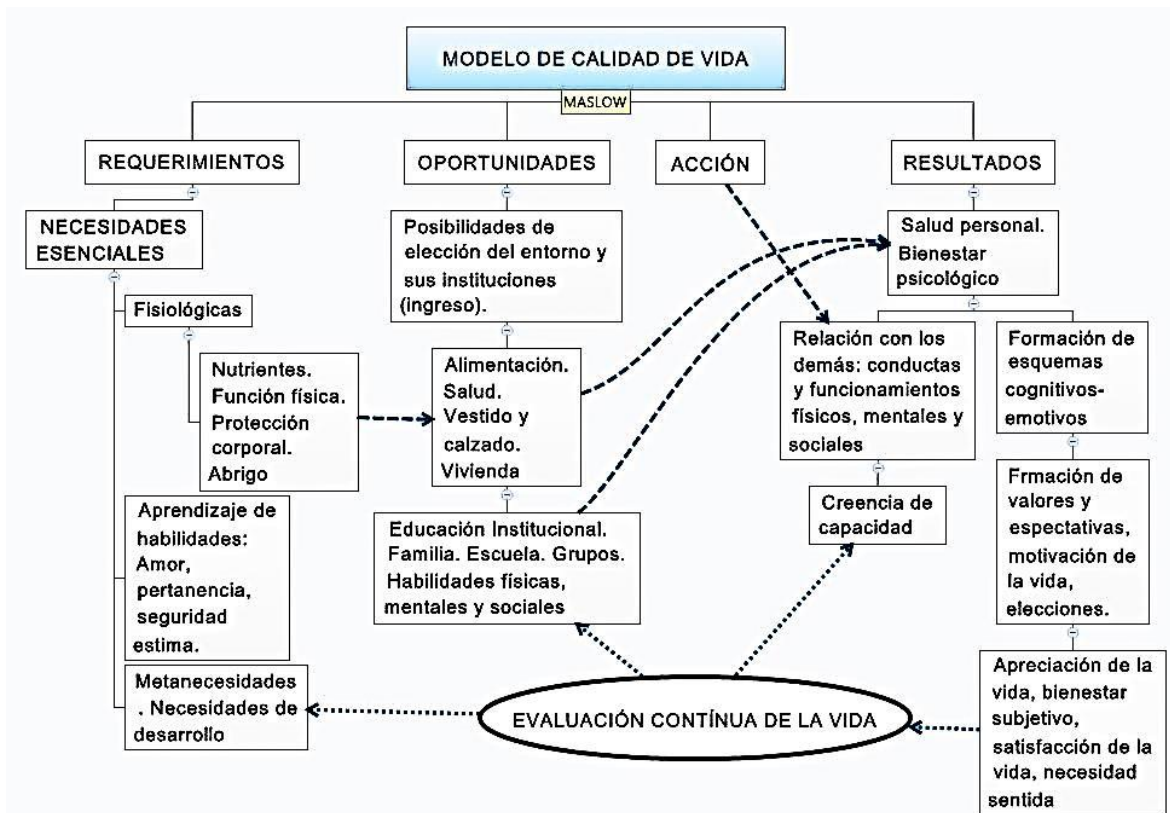 MODELO DE CALIDAD DE VIDA
MASLOW
REQUERIMIENTOS
OPORTUNIDADES
ACCIÓN
RESULTADOS
NECESIDADES
ESENCIALES
Fisiológicas
Nutrientes.
Función física.
Protección
corporal.
Abrigo
Aprendizaje de
habilidades:
Amor,
pertanencia,
seguridad
estima.
Metanecesidades
. Necesidades de
desarrollo
Posibilidades de
elección del entorno y
sus instituciones
(ingreso).
Alimentación.
Salud.
Vestido y
calzado.
Vivienda
Educación Institucional.
Familia. Escuela. Grupos.
Habilidades físicas,
mentales y sociales
Salud personal.
Bienestar
psicológico
Relación con los
demás: conductas
y funcionamientos
físicos, mentales y
sociales
Creencia de
capacidad
Formación de
esquemas
cognitivos-
emotivos
Frmación de
valores y
espectativas,
motivación de
la vida,
elecciones.
Apreciación de la
vida, bienestar
subjetivo,
satisfacción de la
vida, necesidad
sentida
EVALUACIÓN CONTÍNUA DE LA VIDA